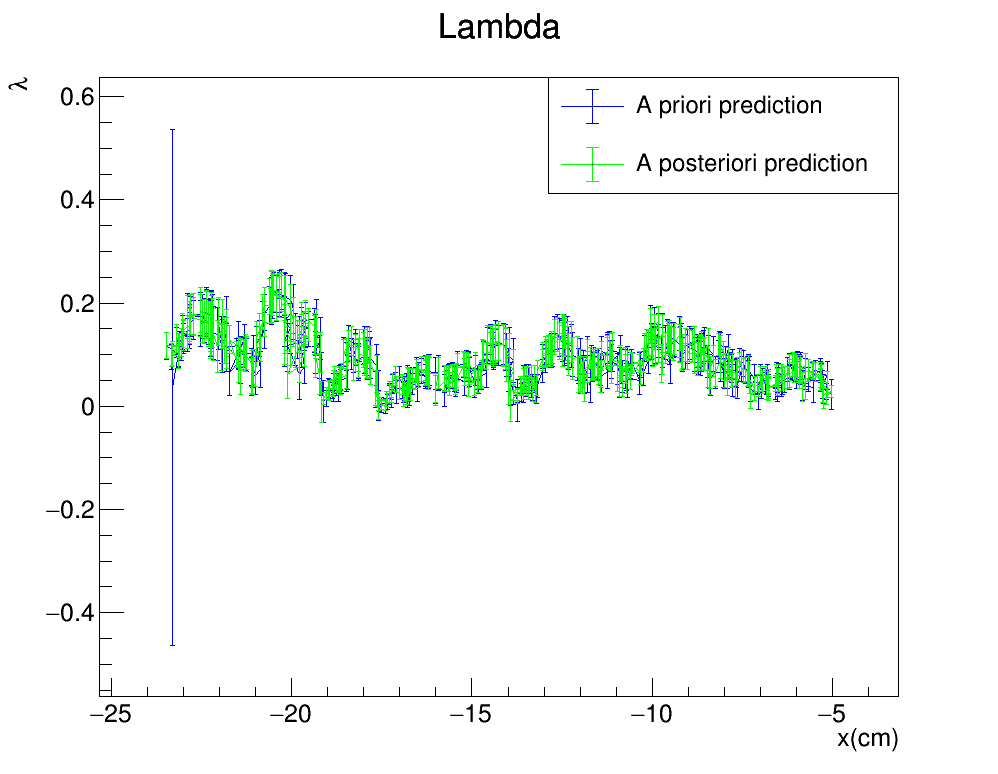 Lambda
λ
A priori prediction
A posteriori prediction
0.6
0.4
0.2
0
−0.2
−0.4
−25 −20 −15 −10 −5
x(cm)